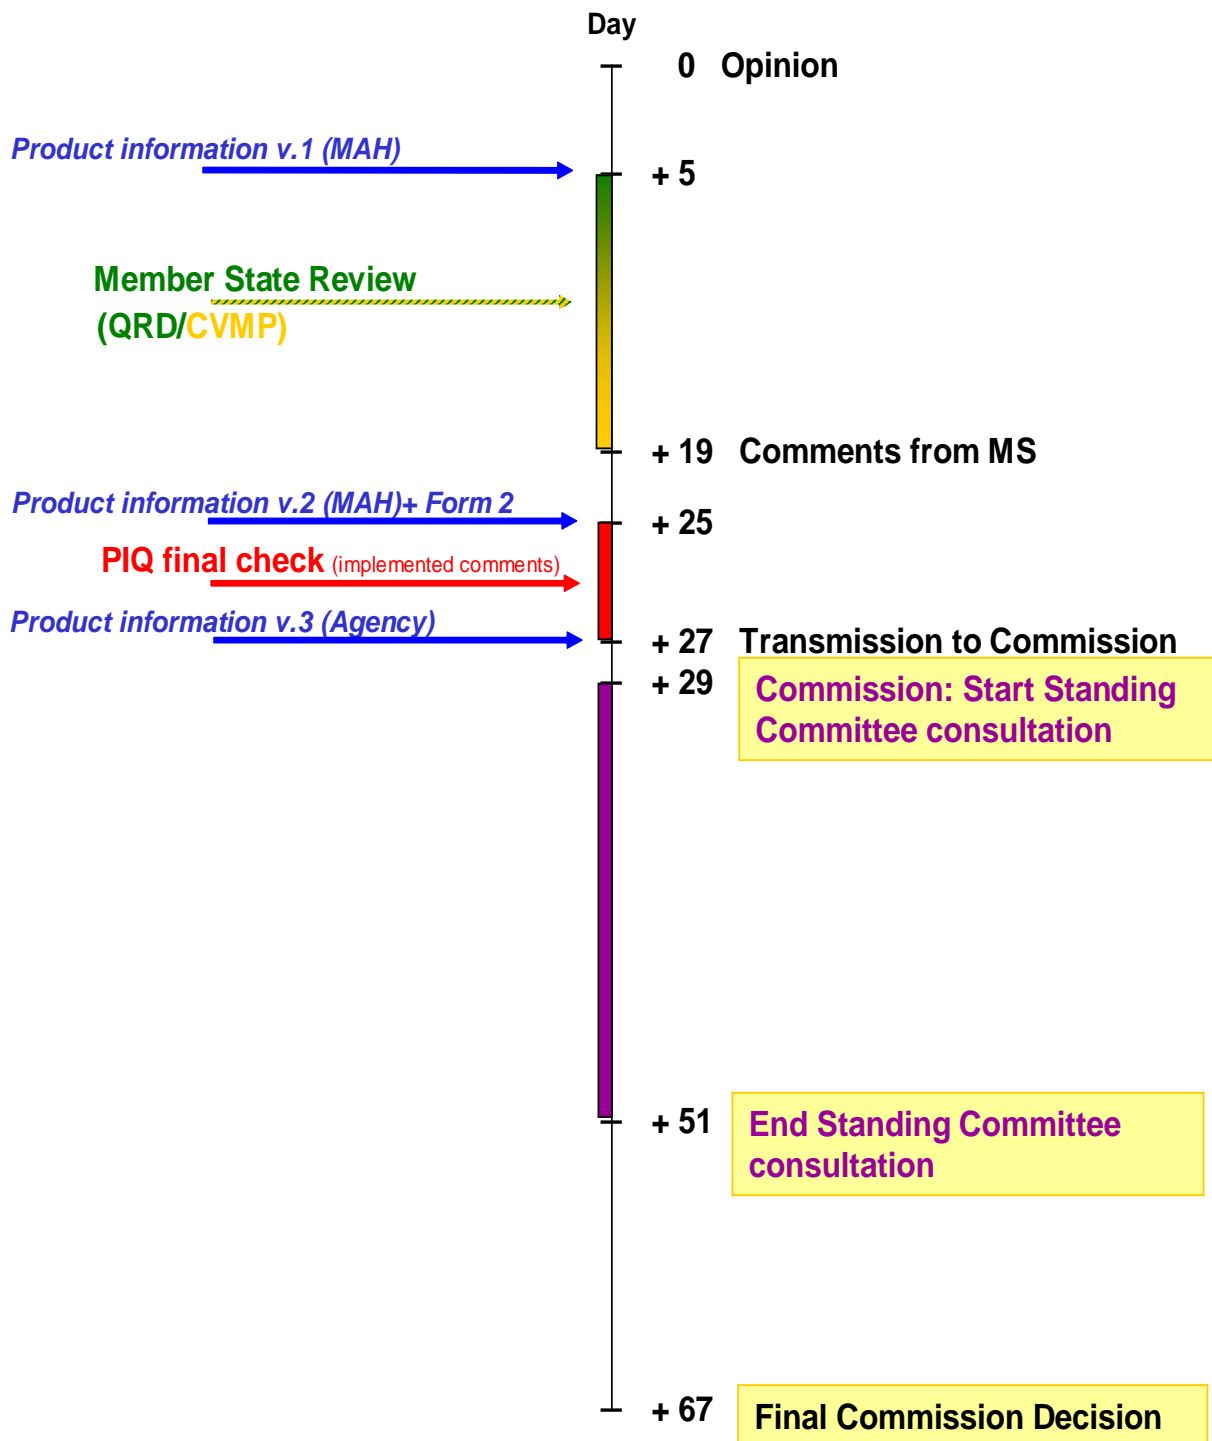 Day
0 Opinion
Product information v.1 (MAH)
+ 5
Member State Review
(QRD/CVMP)
+ 19 Comments from MS
Product information v.2 (MAH)+ Form 2
+ 25
PIQ final check (implemented comments)
Product information v.3 (Agency)
+ 27 Transmission to Commission
+ 29
Commission: Start Standing
Committee consultation
+ 51
End Standing Committee
consultation
+ 67
Final Commission Decision